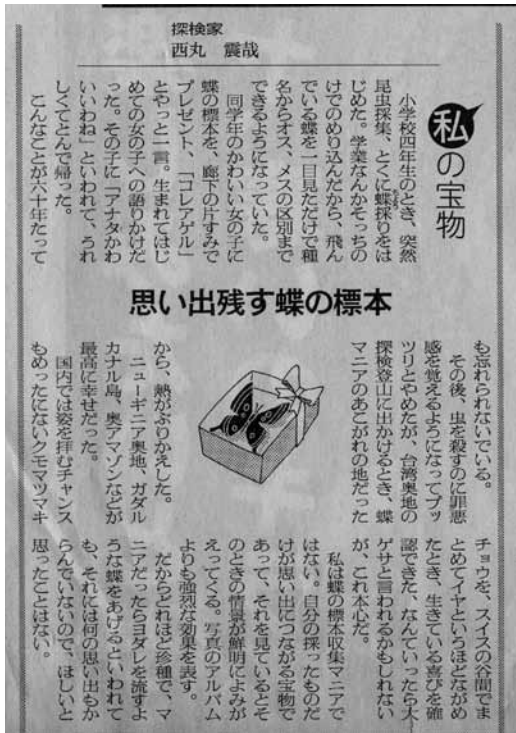 探検家
西丸 震哉
私の宝物
小学校四年生のとき、突然
昆虫採集、とくに蝶採りをは
ちょう
じめた。学業なんかそっちの
けでのめり込んだから、飛ん
でいる蝶を一目見ただけで種
名からオス、メスの区別まで
できるようになっていた。
同学年のかわいい女の子に
蝶の標本を、廊下の片すみで
プレゼント、「コレアゲル」
とやっと一言。生まれてはじ
めての女の子への語りかけだ
った。その子に「アナタかわ
いいわね」といわれて、うれ
しくてとんで帰った。
こんなことが六十年たって
思い出残す蝶の標本
も忘れられないでいる。
その後、虫を殺すのに罪悪
感を覚えるようになってプッ
ツリとやめたが、台湾奥地の
探検登山に出かけるとき、蝶
マニアのあこがれの地だった
から、熱がぶりかえした。
ニューギニア奥地、ガダル
カナル島、奥アマゾンなどが
最高に幸せだった。
国内では姿を拝むチャンス
もめったにないクモマツマキ
チョウを、スイスの谷間でま
とめてイヤというほどながめ
たとき、生きている喜びを確
認できた、なんていったら大
ゲサと言われるかもしれない
が、これ本心だ。
私は蝶の標本収集マニアで
はない。自分の採ったものだ
けが思い出につながる宝物で
あって、それを見ているとそ
のときの情景が鮮明によみが
えってくる。写真のアルバム
よりも強烈な効果を表す。
だからどれほど珍種で、マ
ニアだったらヨダレを流すよ
うな蝶をあげるといわれて
も、それには何の思い出もか
らんでいないので、ほしいと
思ったことはない。